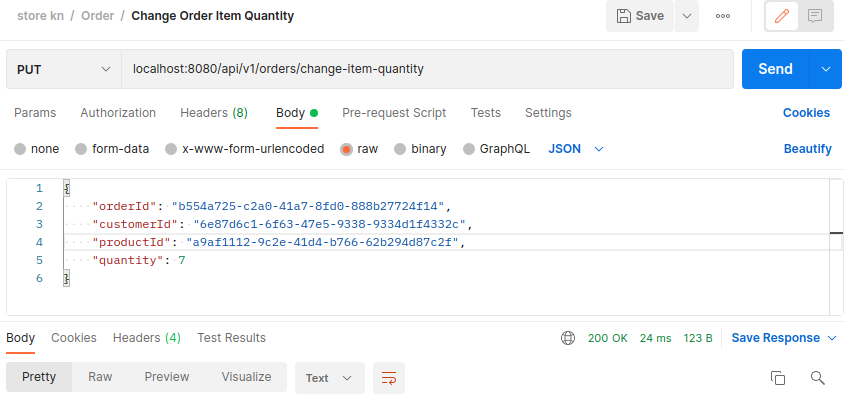 store kn / Order / Change Order Item Quantity
Save
PUT
localhost:8080/api/v1/orders/change-item-quantity
Send
Params Authorization Headers (8) Body Pre-request Script Tests Settings Cookies
none form-data x-www-form-urlencoded raw binary GraphQL JSON Beautify
1 {
2 "orderId": "b554a725-c2a0-41a7-8fd0-888b27724f14",
3 "customerId": "6e87d6c1-6f63-47e5-9338-9334d1f4332c",
4 "productId": "a9af1112-9c2e-41d4-b766-62b294d87c2f",
5 "quantity": 7
6 }
Body Cookies Headers (4) Test Results 200 OK 24 ms 123 B Save Response
Pretty Raw Preview Visualize Text